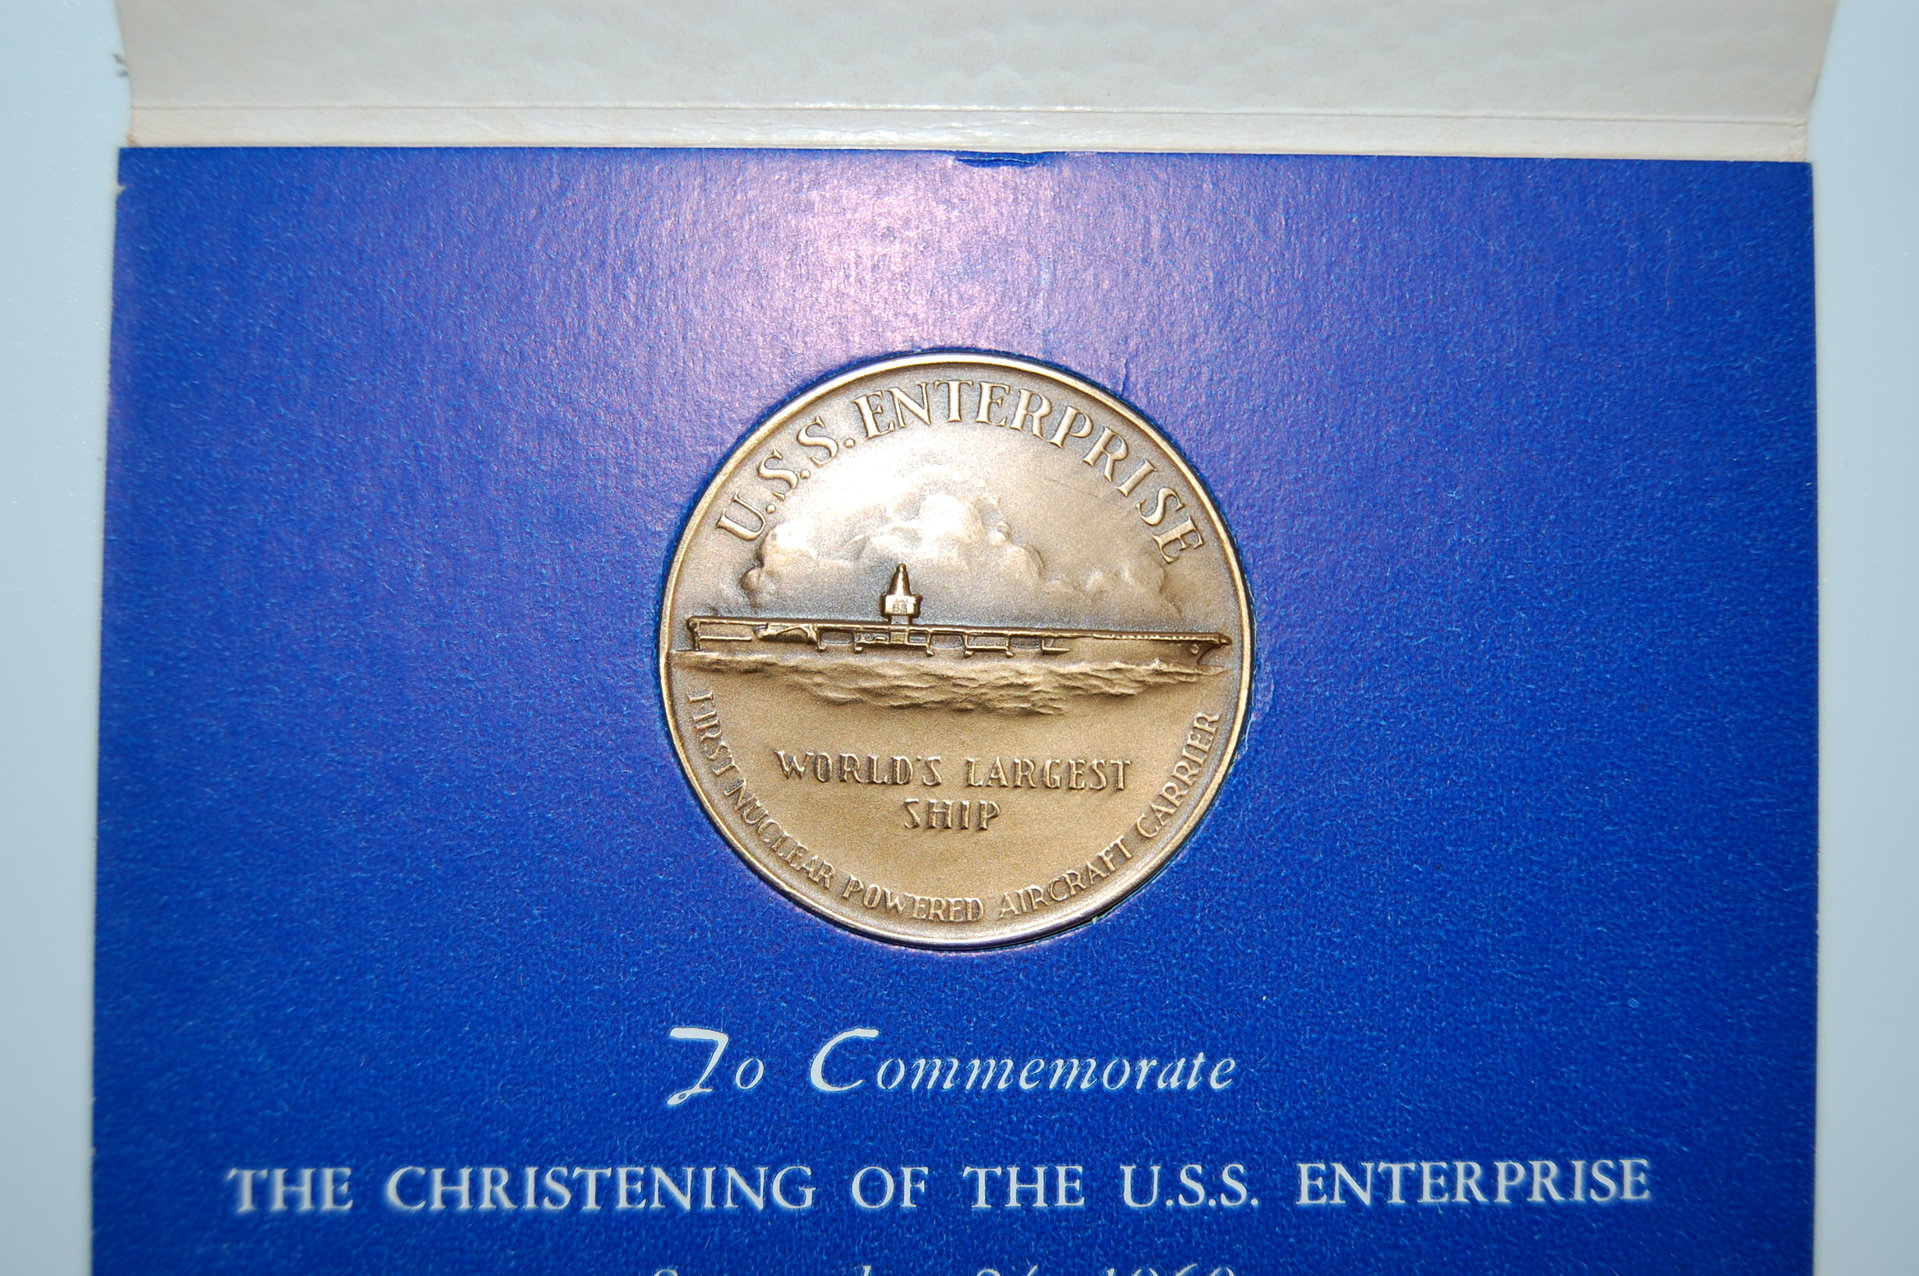 U.S.S. ENTERPRISE
WORLD'S LARGEST
SHIP
FIRST NUCLEAR POWERED AIRCRAFT CARRIER
To Commemorate
THE CHRISTENING OF THE U.S.S. ENTERPRISE